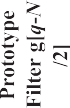 Prototype
Filter g[q-N
/2]